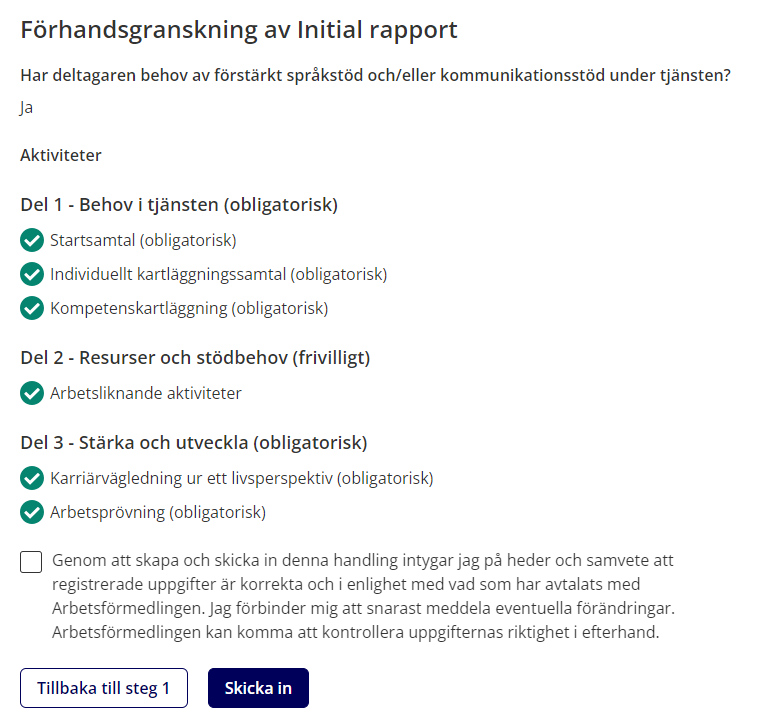 Förhandsgranskning av Initial rapport
Har deltagaren behov av förstärkt språkstöd och/eller kommunikationsstöd under tjänsten?
Ja
Aktiviteter
Del 1 - Behov i tjänsten (obligatorisk)
Startsamtal (obligatorisk)
Individuellt kartläggningssamtal (obligatorisk)
Kompetenskartläggning (obligatorisk)
Del 2 - Resurser och stödbehov (frivilligt)
Arbetsliknande aktiviteter
Del 3 - Stärka och utveckla (obligatorisk)
Karriärvägledning ur ett livsperspektiv (obligatorisk)
Arbetsprövning (obligatorisk)
Genom att skapa och skicka in denna handling intygar jag på heder och samvete att
registrerade uppgifter är korrekta och i enlighet med vad som har avtalats med
Arbetsförmedlingen. Jag förbinder mig att snarast meddela eventuella förändringar.
Arbetsförmedlingen kan komma att kontrollera uppgifternas riktighet i efterhand.
Tillbaka till steg 1
Skicka in